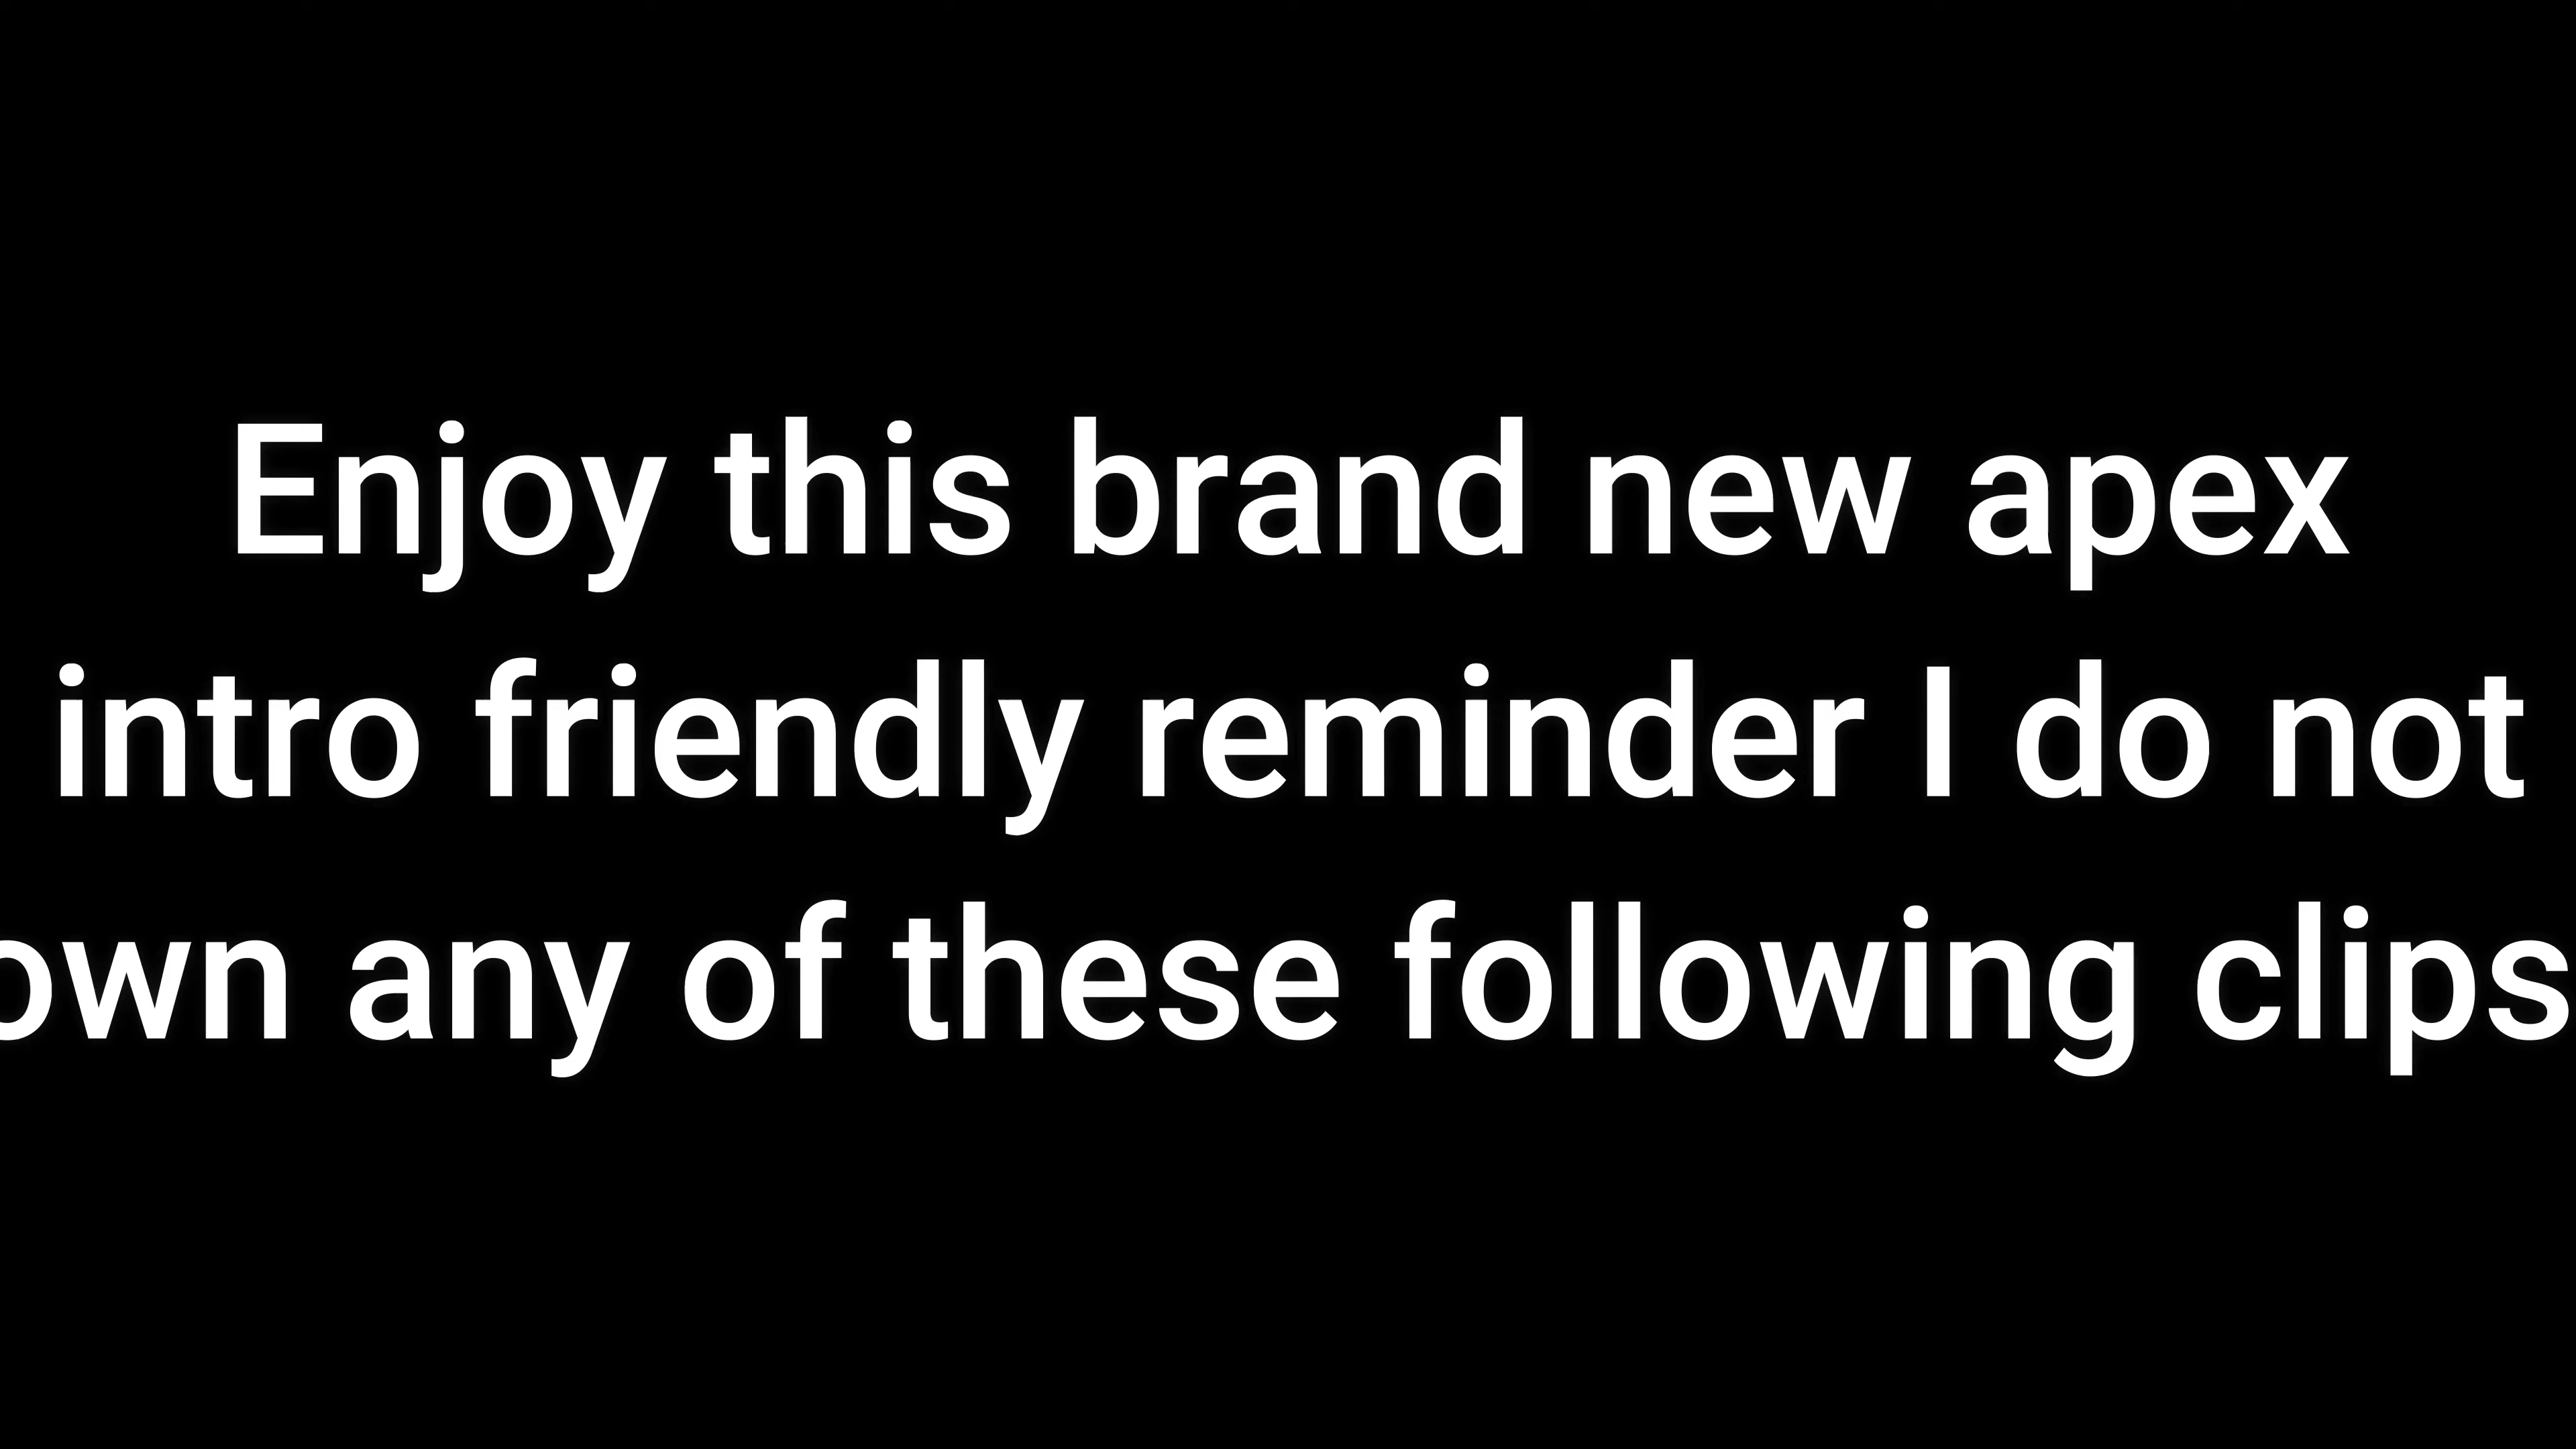 Enjoy this brand new apex
intro friendly reminder I do not
own any of these following clips